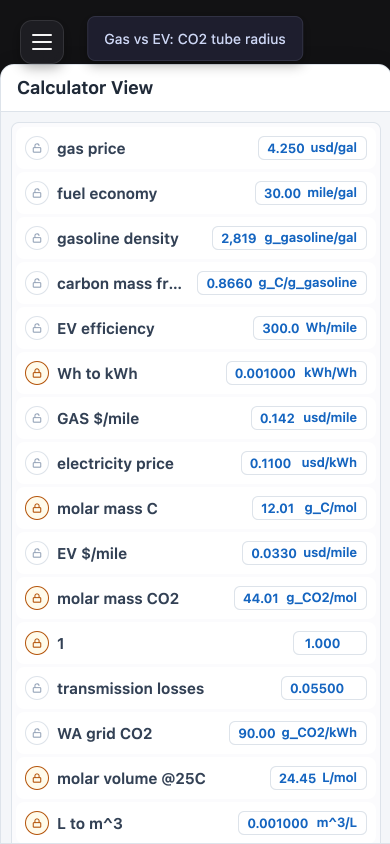 Gas vs EV: CO2 tube radius
Calculator View
gas price 4.250 usd/gal
fuel economy 30.00 mile/gal
gasoline density 2,819 g_gasoline/gal
carbon mass fr... 0.8660 g_C/g_gasoline
EV efficiency 300.0 Wh/mile
Wh to kWh 0.001000 kWh/Wh
GAS $/mile 0.142 usd/mile
electricity price 0.1100 usd/kWh
molar mass C 12.01 g_C/mol
EV $/mile 0.0330 usd/mile
molar mass CO2 44.01 g_CO2/mol
1 1.000
transmission losses 0.05500
WA grid CO2 90.00 g_CO2/kWh
molar volume @25C 24.45 L/mol
L to m^3 0.001000 m^3/L